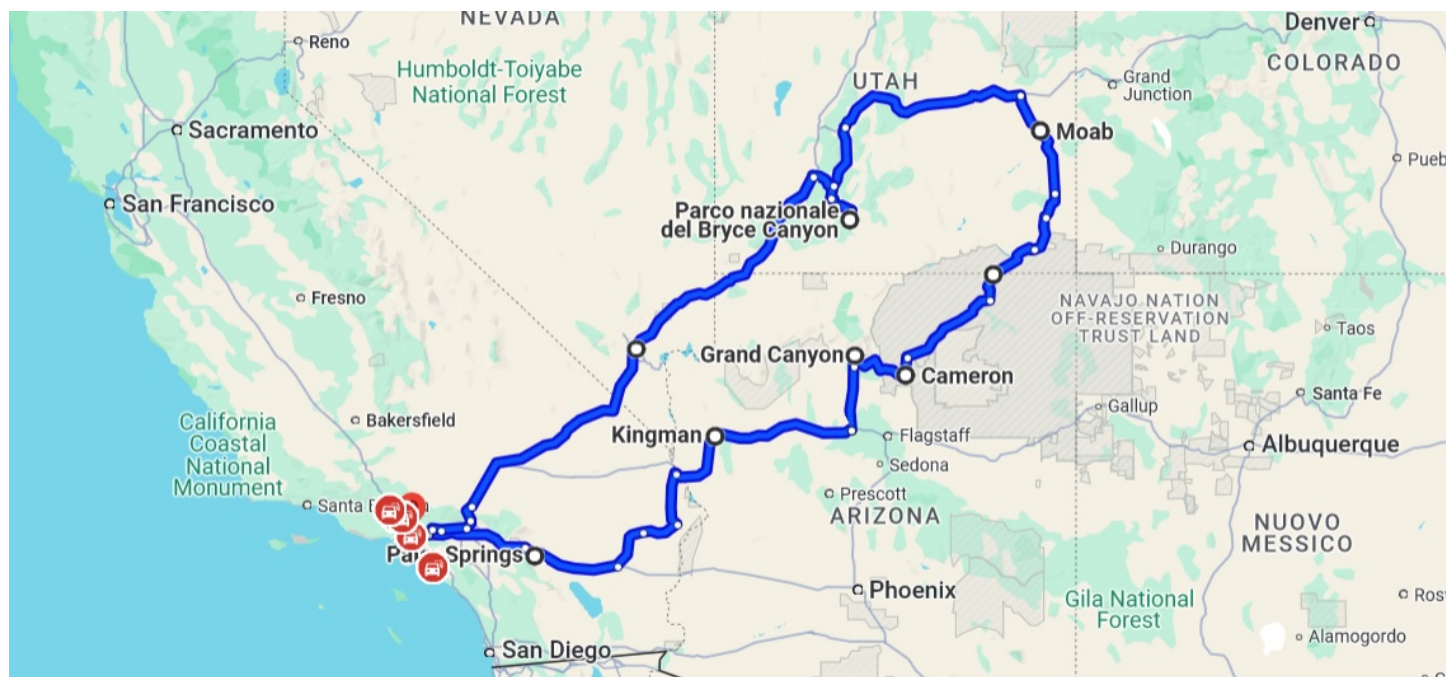 NEVADA
Reno
Denver
COLORADO
Humboldt-Toiyabe
National Forest
UTAH
Grand
Junction
Sacramento
Moab
San Francisco
Parco nazionale
del Bryce Canyon
Durango
Fresno
NAVAJO NATION
OFF-RESERVATION
TRUST LAND
Taos
Grand Canyon
Cameron
Santa Fe
California
Coastal
National
Monument
Bakersfield
Kingman
Flagstaff
Gallup
Albuquerque
Sedona
Santa
Prescott
ARIZONA
NUOVO
MESSICO
Springs
Phoenix
Gila National
Forest
Alamogordo
San Diego